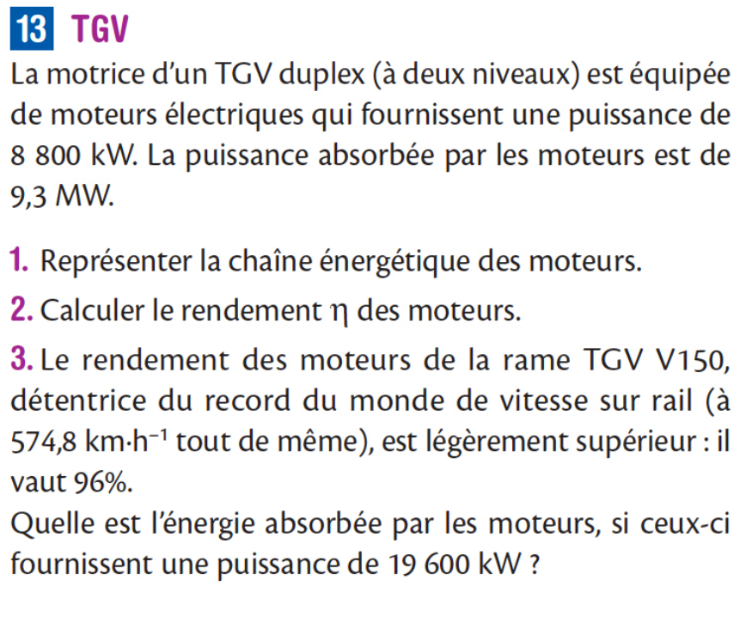 13 TGV
La motrice d'un TGV duplex (à deux niveaux) est équipée
de moteurs électriques qui fournissent une puissance de
8 800 kW. La puissance absorbée par les moteurs est de
9,3 MW.
1. Représenter la chaîne énergétique des moteurs.
2. Calculer le rendement η des moteurs.
3. Le rendement des moteurs de la rame TGV V150,
détentrice du record du monde de vitesse sur rail (à
574,8 km·h⁻¹ tout de même), est légèrement supérieur : il
vaut 96%.
Quelle est l'énergie absorbée par les moteurs, si ceux-ci
fournissent une puissance de 19 600 kW ?